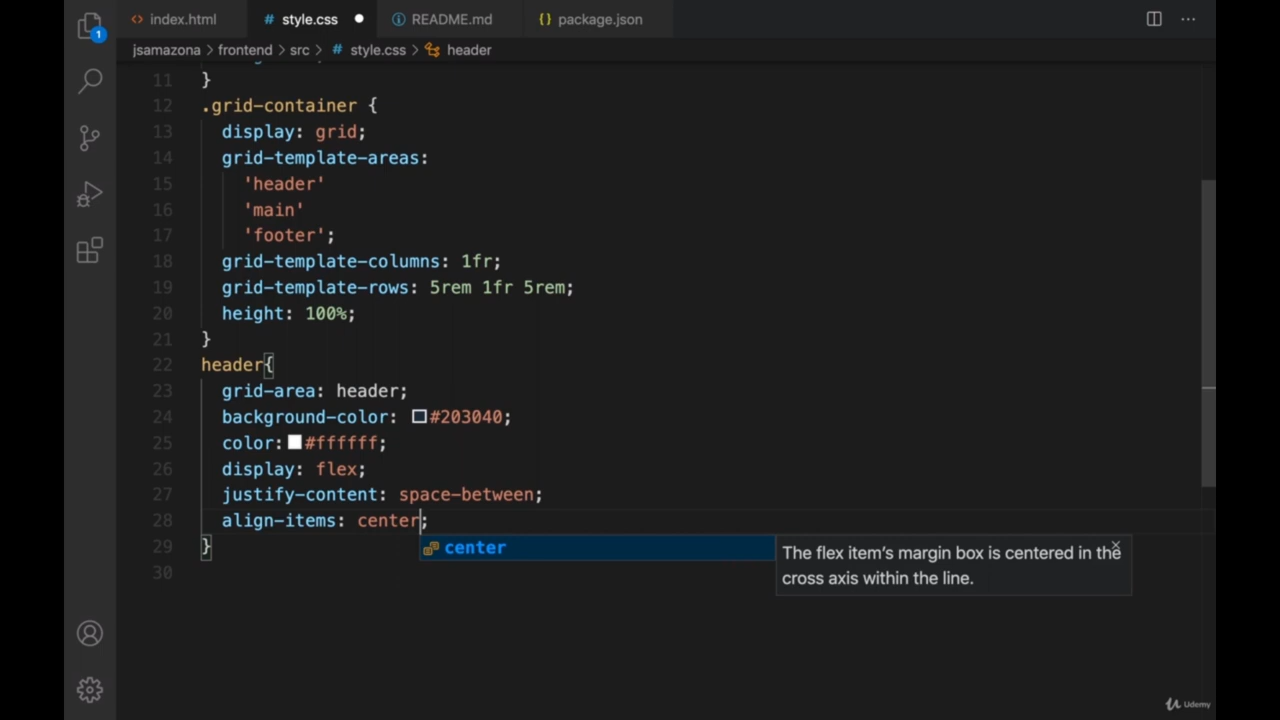 index.html
# style.css
README.md
{} package.json
jsamazona > frontend > src > # style.css > header
11 }
12 .grid-container {
13 display: grid;
14 grid-template-areas:
15 'header'
16 'main'
17 'footer';
18 grid-template-columns: 1fr;
19 grid-template-rows: 5rem 1fr 5rem;
20 height: 100%;
21 }
22 header{
23 grid-area: header;
24 background-color: #203040;
25 color: #ffffff;
26 display: flex;
27 justify-content: space-between;
28 align-items: center;
29 }
center
The flex item's margin box is centered in the
cross axis within the line.
30
1
Udemy